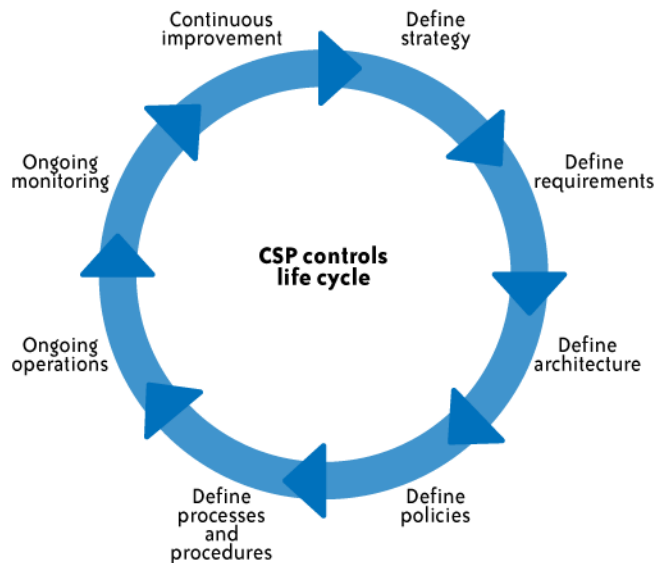 Continuous
improvement
Define
strategy
Define
requirements
Define
architecture
Define
policies
Define
processes
and
procedures
Ongoing
operations
Ongoing
monitoring
CSP controls
life cycle